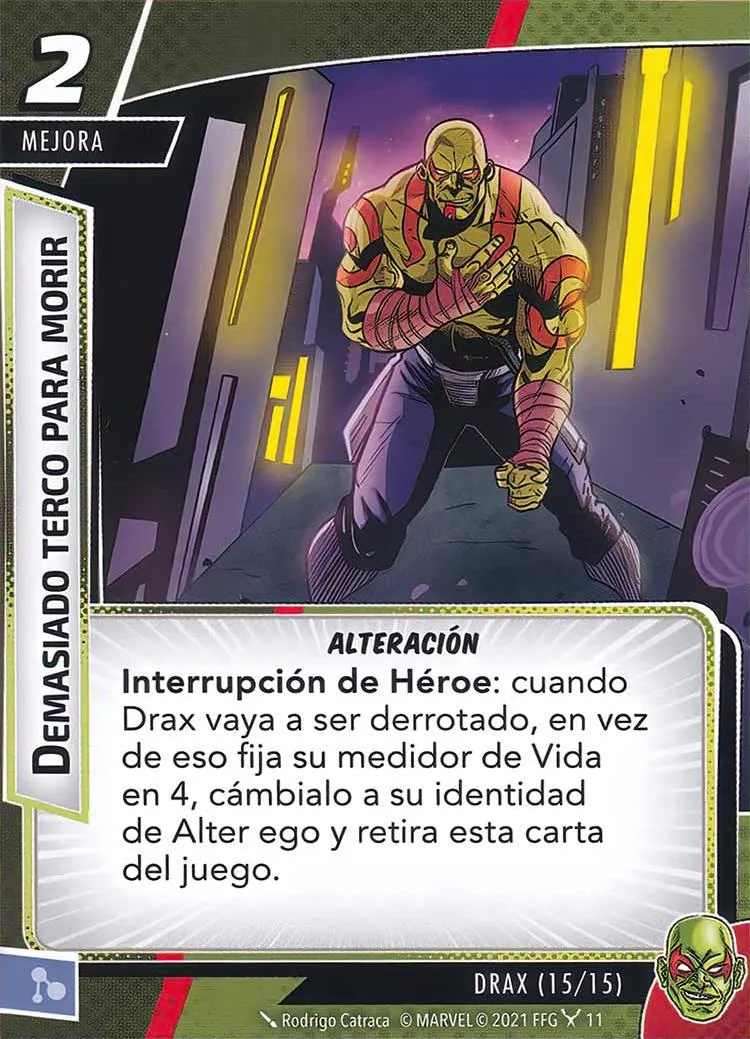 2
MEJORA
DEMASIADO TERCO PARA MORIR
ALTERACIÓN
Interrupción de Héroe: cuando
Drax vaya a ser derrotado, en vez
de eso fija su medidor de Vida
en 4, cámbialo a su identidad
de Alter ego y retira esta carta
del juego.
DRAX (15/15)
Rodrigo Catraca © MARVEL © 2021 FFG 11